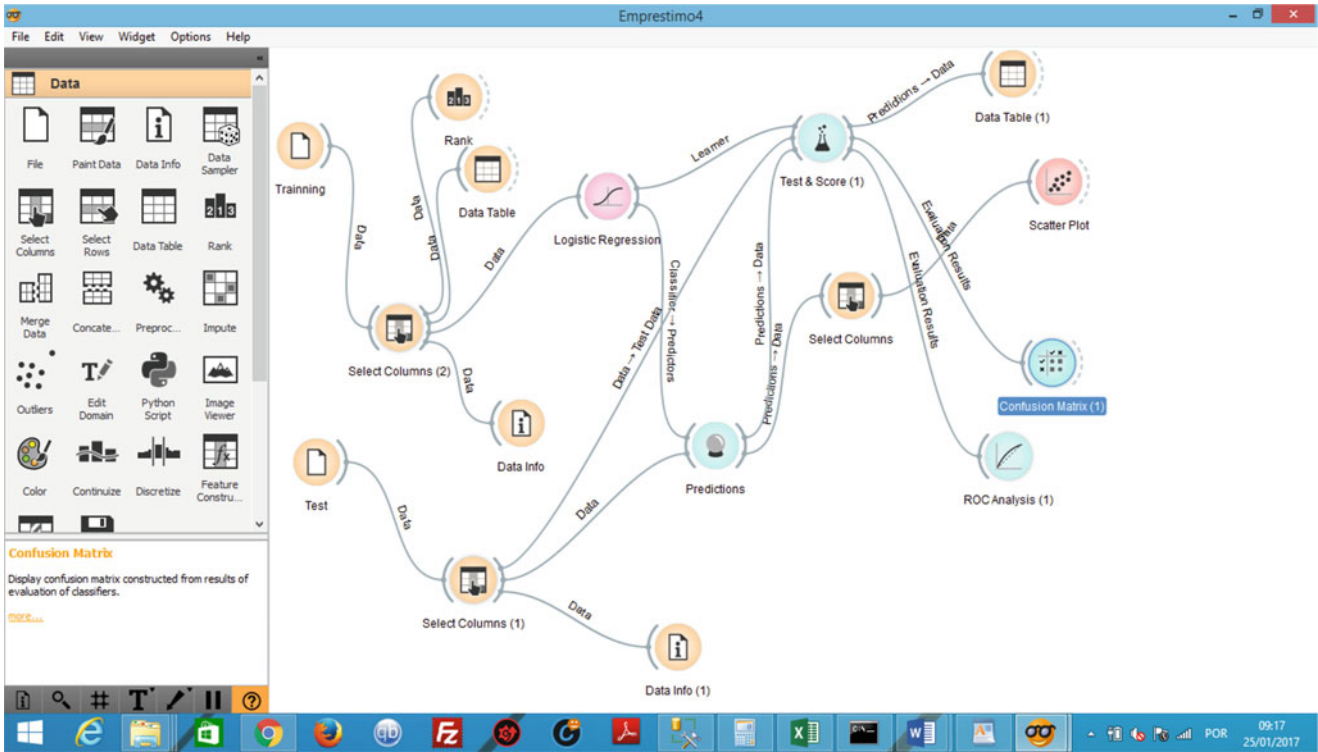 Emprestimo4
File Edit View Widget Options Help
Data
File
Paint Data
Data Info
Data
Sampler
Select
Columns
Select
Rows
Data Table
Rank
Merge
Data
Concate...
Preproc...
Impute
Outliers
Edit
Domain
Python
Script
Image
Viewer
Color
Continuize
Discretize
Feature
Constru...
Confusion Matrix
Display confusion matrix constructed from results of
evaluation of classifiers.
more...
Trainning
Data
Rank
Data
Data Table
Data
Data
Logistic Regression
Learner
Select Columns (2)
Data
Data Info
Classifier → Predictors
Data → Test Data
Test & Score (1)
Predictions → Data
Data Table (1)
Scatter Plot
Data
Evaluation Results
Evaluation Results
Select Columns
Predictions → Data
Predictions → Data
Confusion Matrix (1)
ROC Analysis (1)
Predictions
Data
Test
Data
Select Columns (1)
Data
Data Info (1)
POR
09:17
25/01/2017